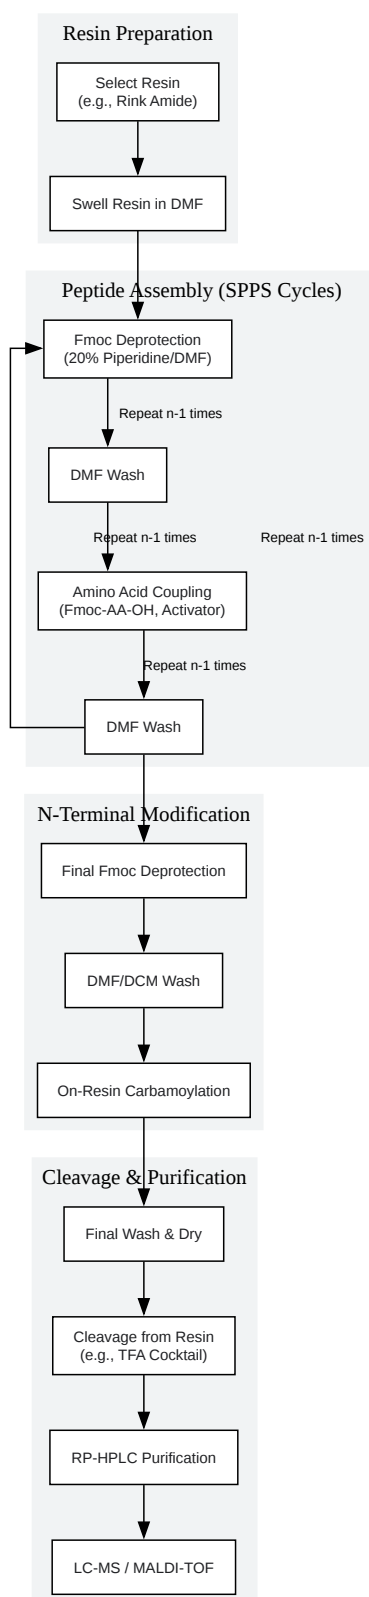 Resin Preparation
Select Resin
(e.g., Rink Amide)
Swell Resin in DMF
Peptide Assembly (SPPS Cycles)
Fmoc Deprotection
(20% Piperidine/DMF)
Repeat n-1 times
DMF Wash
Repeat n-1 times
Repeat n-1 times
Amino Acid Coupling
(Fmoc-AA-OH, Activator)
Repeat n-1 times
DMF Wash
N-Terminal Modification
Final Fmoc Deprotection
DMF/DCM Wash
On-Resin Carbamoylation
Cleavage & Purification
Final Wash & Dry
Cleavage from Resin
(e.g., TFA Cocktail)
RP-HPLC Purification
LC-MS / MALDI-TOF